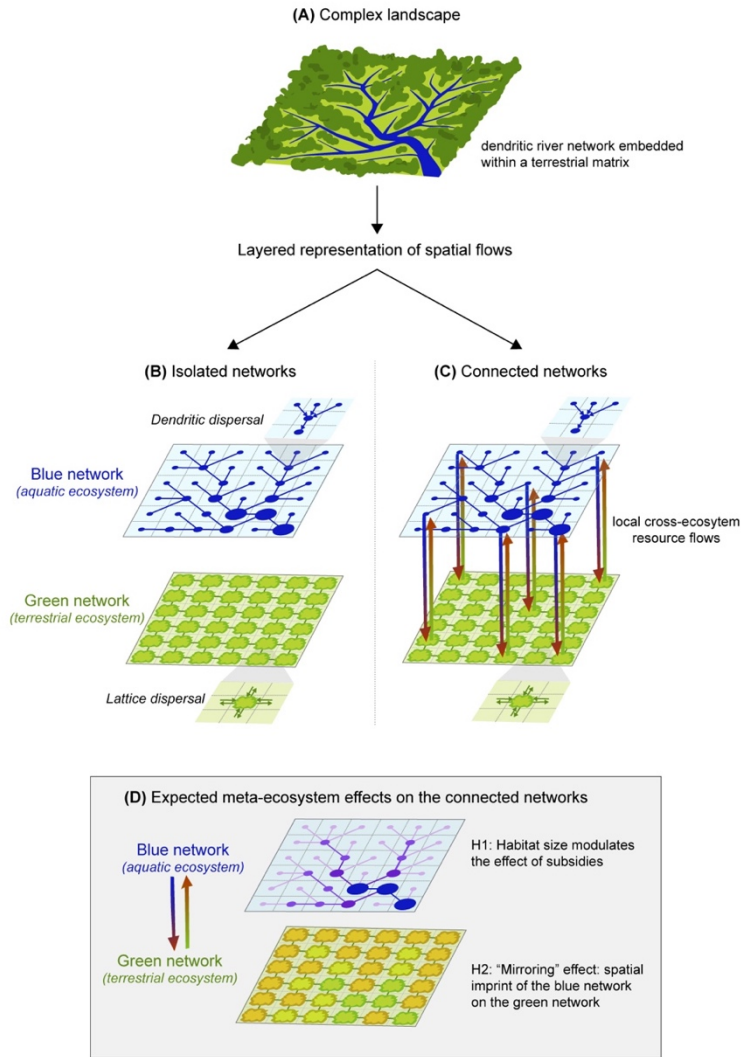 (A) Complex landscape
dendritic river network embedded
within a terrestrial matrix
Layered representation of spatial flows
(B) Isolated networks
(C) Connected networks
Dendritic dispersal
Blue network
(aquatic ecosystem)
local cross-ecosytem
resource flows
Green network
(terrestrial ecosystem)
Lattice dispersal
(D) Expected meta-ecosystem effects on the connected networks
Blue network
(aquatic ecosystem)
H1: Habitat size modulates
the effect of subsidies
Green network
(terrestrial ecosystem)
H2: “Mirroring” effect: spatial
imprint of the blue network
on the green network